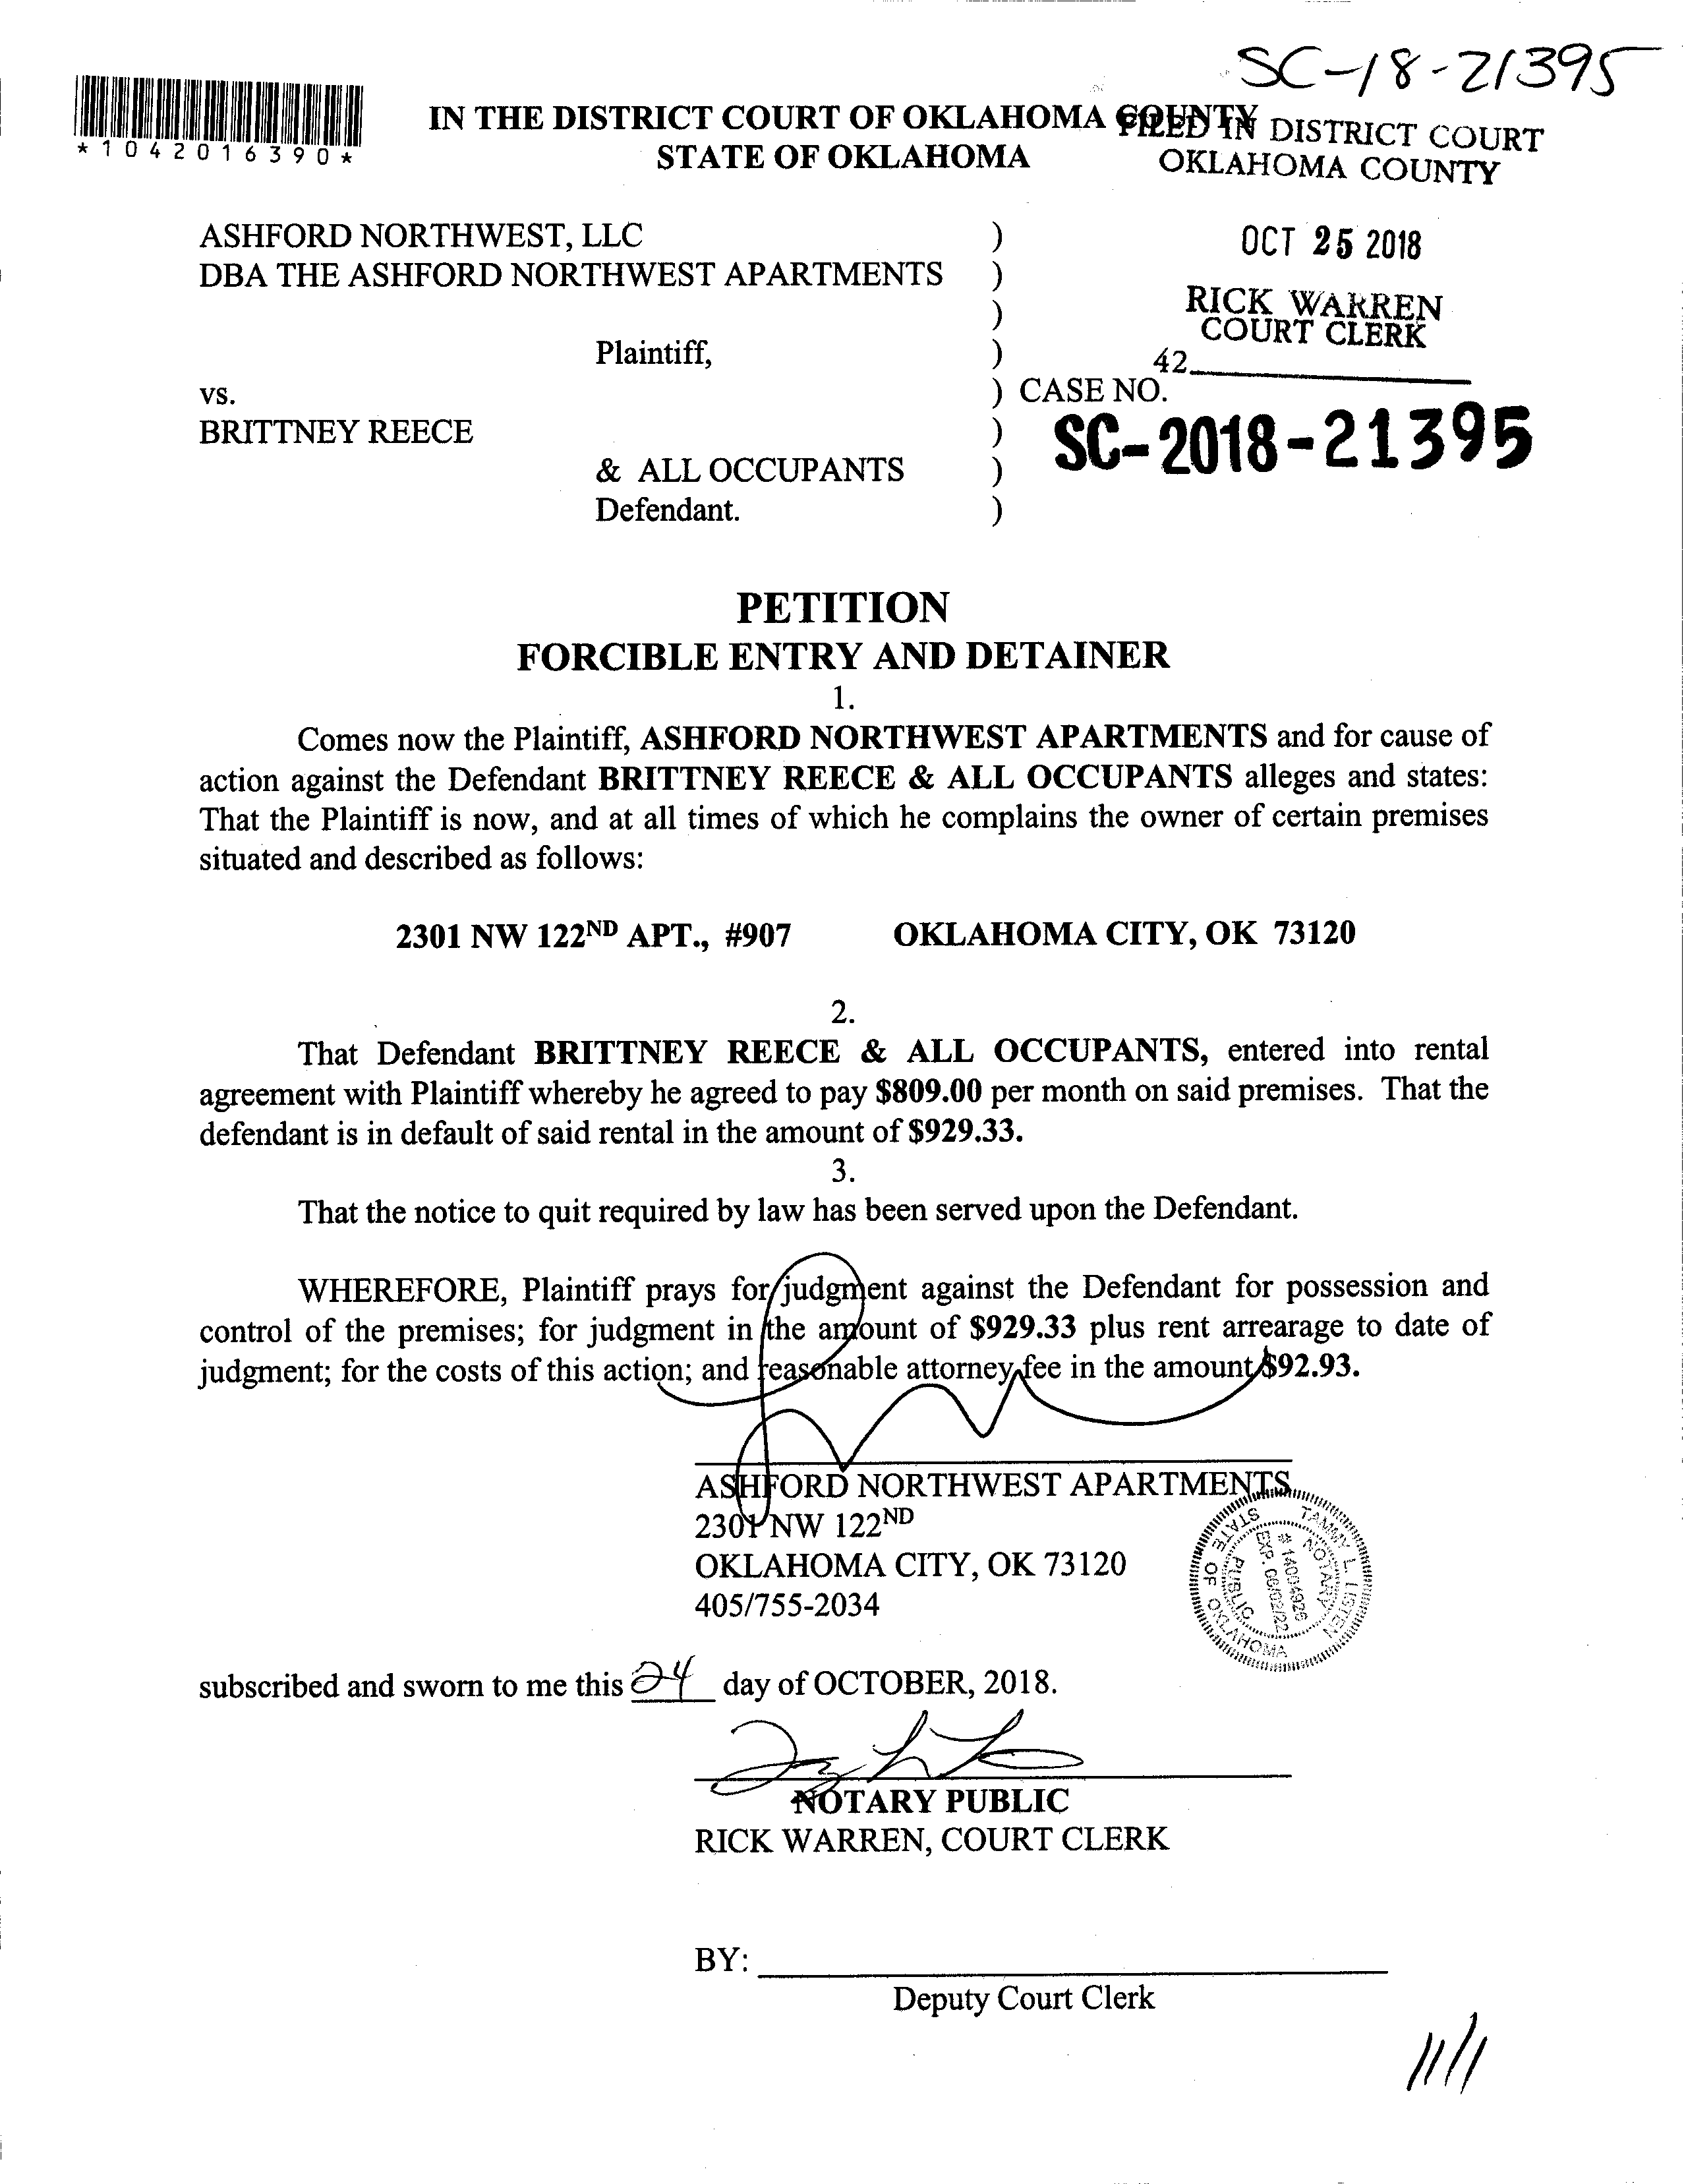 SC-18-21395
*1042016390*
IN THE DISTRICT COURT OF OKLAHOMA COUNTY
STATE OF OKLAHOMA
FILED IN DISTRICT COURT
OKLAHOMA COUNTY
OCT 25 2018
RICK WARREN
COURT CLERK
42
ASHFORD NORTHWEST, LLC )
DBA THE ASHFORD NORTHWEST APARTMENTS )
)
Plaintiff, )
vs. ) CASE NO.
BRITTNEY REECE ) SC-2018-21395
& ALL OCCUPANTS )
Defendant. )
PETITION
FORCIBLE ENTRY AND DETAINER
1.
Comes now the Plaintiff, ASHFORD NORTHWEST APARTMENTS and for cause of
action against the Defendant BRITTNEY REECE & ALL OCCUPANTS alleges and states:
That the Plaintiff is now, and at all times of which he complains the owner of certain premises
situated and described as follows:
2301 NW 122ND APT., #907 OKLAHOMA CITY, OK 73120
2.
That Defendant BRITTNEY REECE & ALL OCCUPANTS, entered into rental
agreement with Plaintiff whereby he agreed to pay $809.00 per month on said premises. That the
defendant is in default of said rental in the amount of $929.33.
3.
That the notice to quit required by law has been served upon the Defendant.
WHEREFORE, Plaintiff prays for judgment against the Defendant for possession and
control of the premises; for judgment in the amount of $929.33 plus rent arrearage to date of
judgment; for the costs of this action; and reasonable attorney fee in the amount $92.93.
ASHFORD NORTHWEST APARTMENTS
2301 NW 122ND
OKLAHOMA CITY, OK 73120
405/755-2034
TAMMY L. LISTEN
NOTARY
# 14004926
EXP. 06/02/22
PUBLIC
STATE OF OKLAHOMA
subscribed and sworn to me this 24 day of OCTOBER, 2018.
NOTARY PUBLIC
RICK WARREN, COURT CLERK
BY:
Deputy Court Clerk
11/1